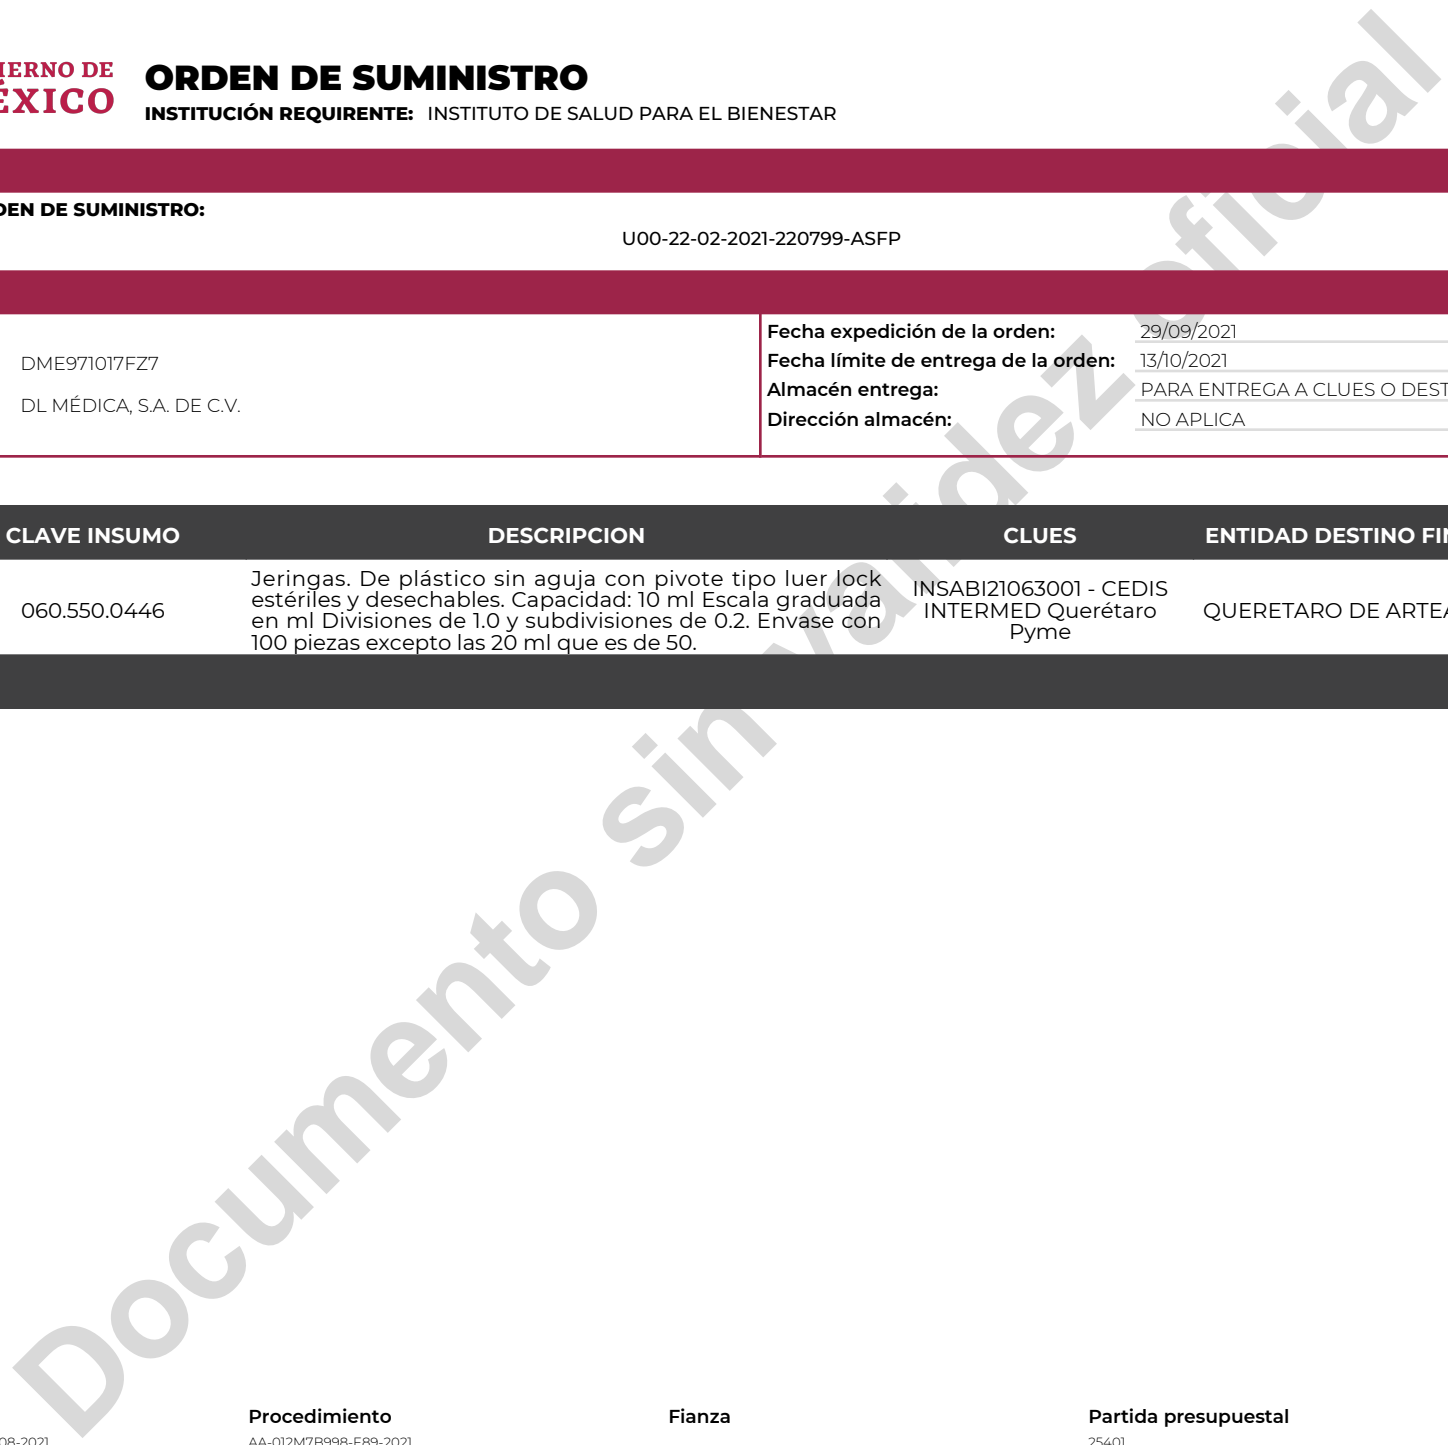 IERNO DE
ÉXICO
ORDEN DE SUMINISTRO
INSTITUCIÓN REQUIRENTE: INSTITUTO DE SALUD PARA EL BIENESTAR
DEN DE SUMINISTRO:
U00-22-02-2021-220799-ASFP
DME971017FZ7
DL MÉDICA, S.A. DE C.V.
Fecha expedición de la orden: 29/09/2021
Fecha límite de entrega de la orden: 13/10/2021
Almacén entrega: PARA ENTREGA A CLUES O DEST
Dirección almacén: NO APLICA
CLAVE INSUMO DESCRIPCION CLUES ENTIDAD DESTINO FIN
060.550.0446
Jeringas. De plástico sin aguja con pivote tipo luer lock
estériles y desechables. Capacidad: 10 ml Escala graduada
en ml Divisiones de 1.0 y subdivisiones de 0.2. Envase con
100 piezas excepto las 20 ml que es de 50.
INSABI21063001 - CEDIS
INTERMED Querétaro
Pyme
QUERETARO DE ARTEA
Documento sin validez oficial
Procedimiento Fianza Partida presupuestal
08-2021 AA-012M7B998-E89-2021 25401